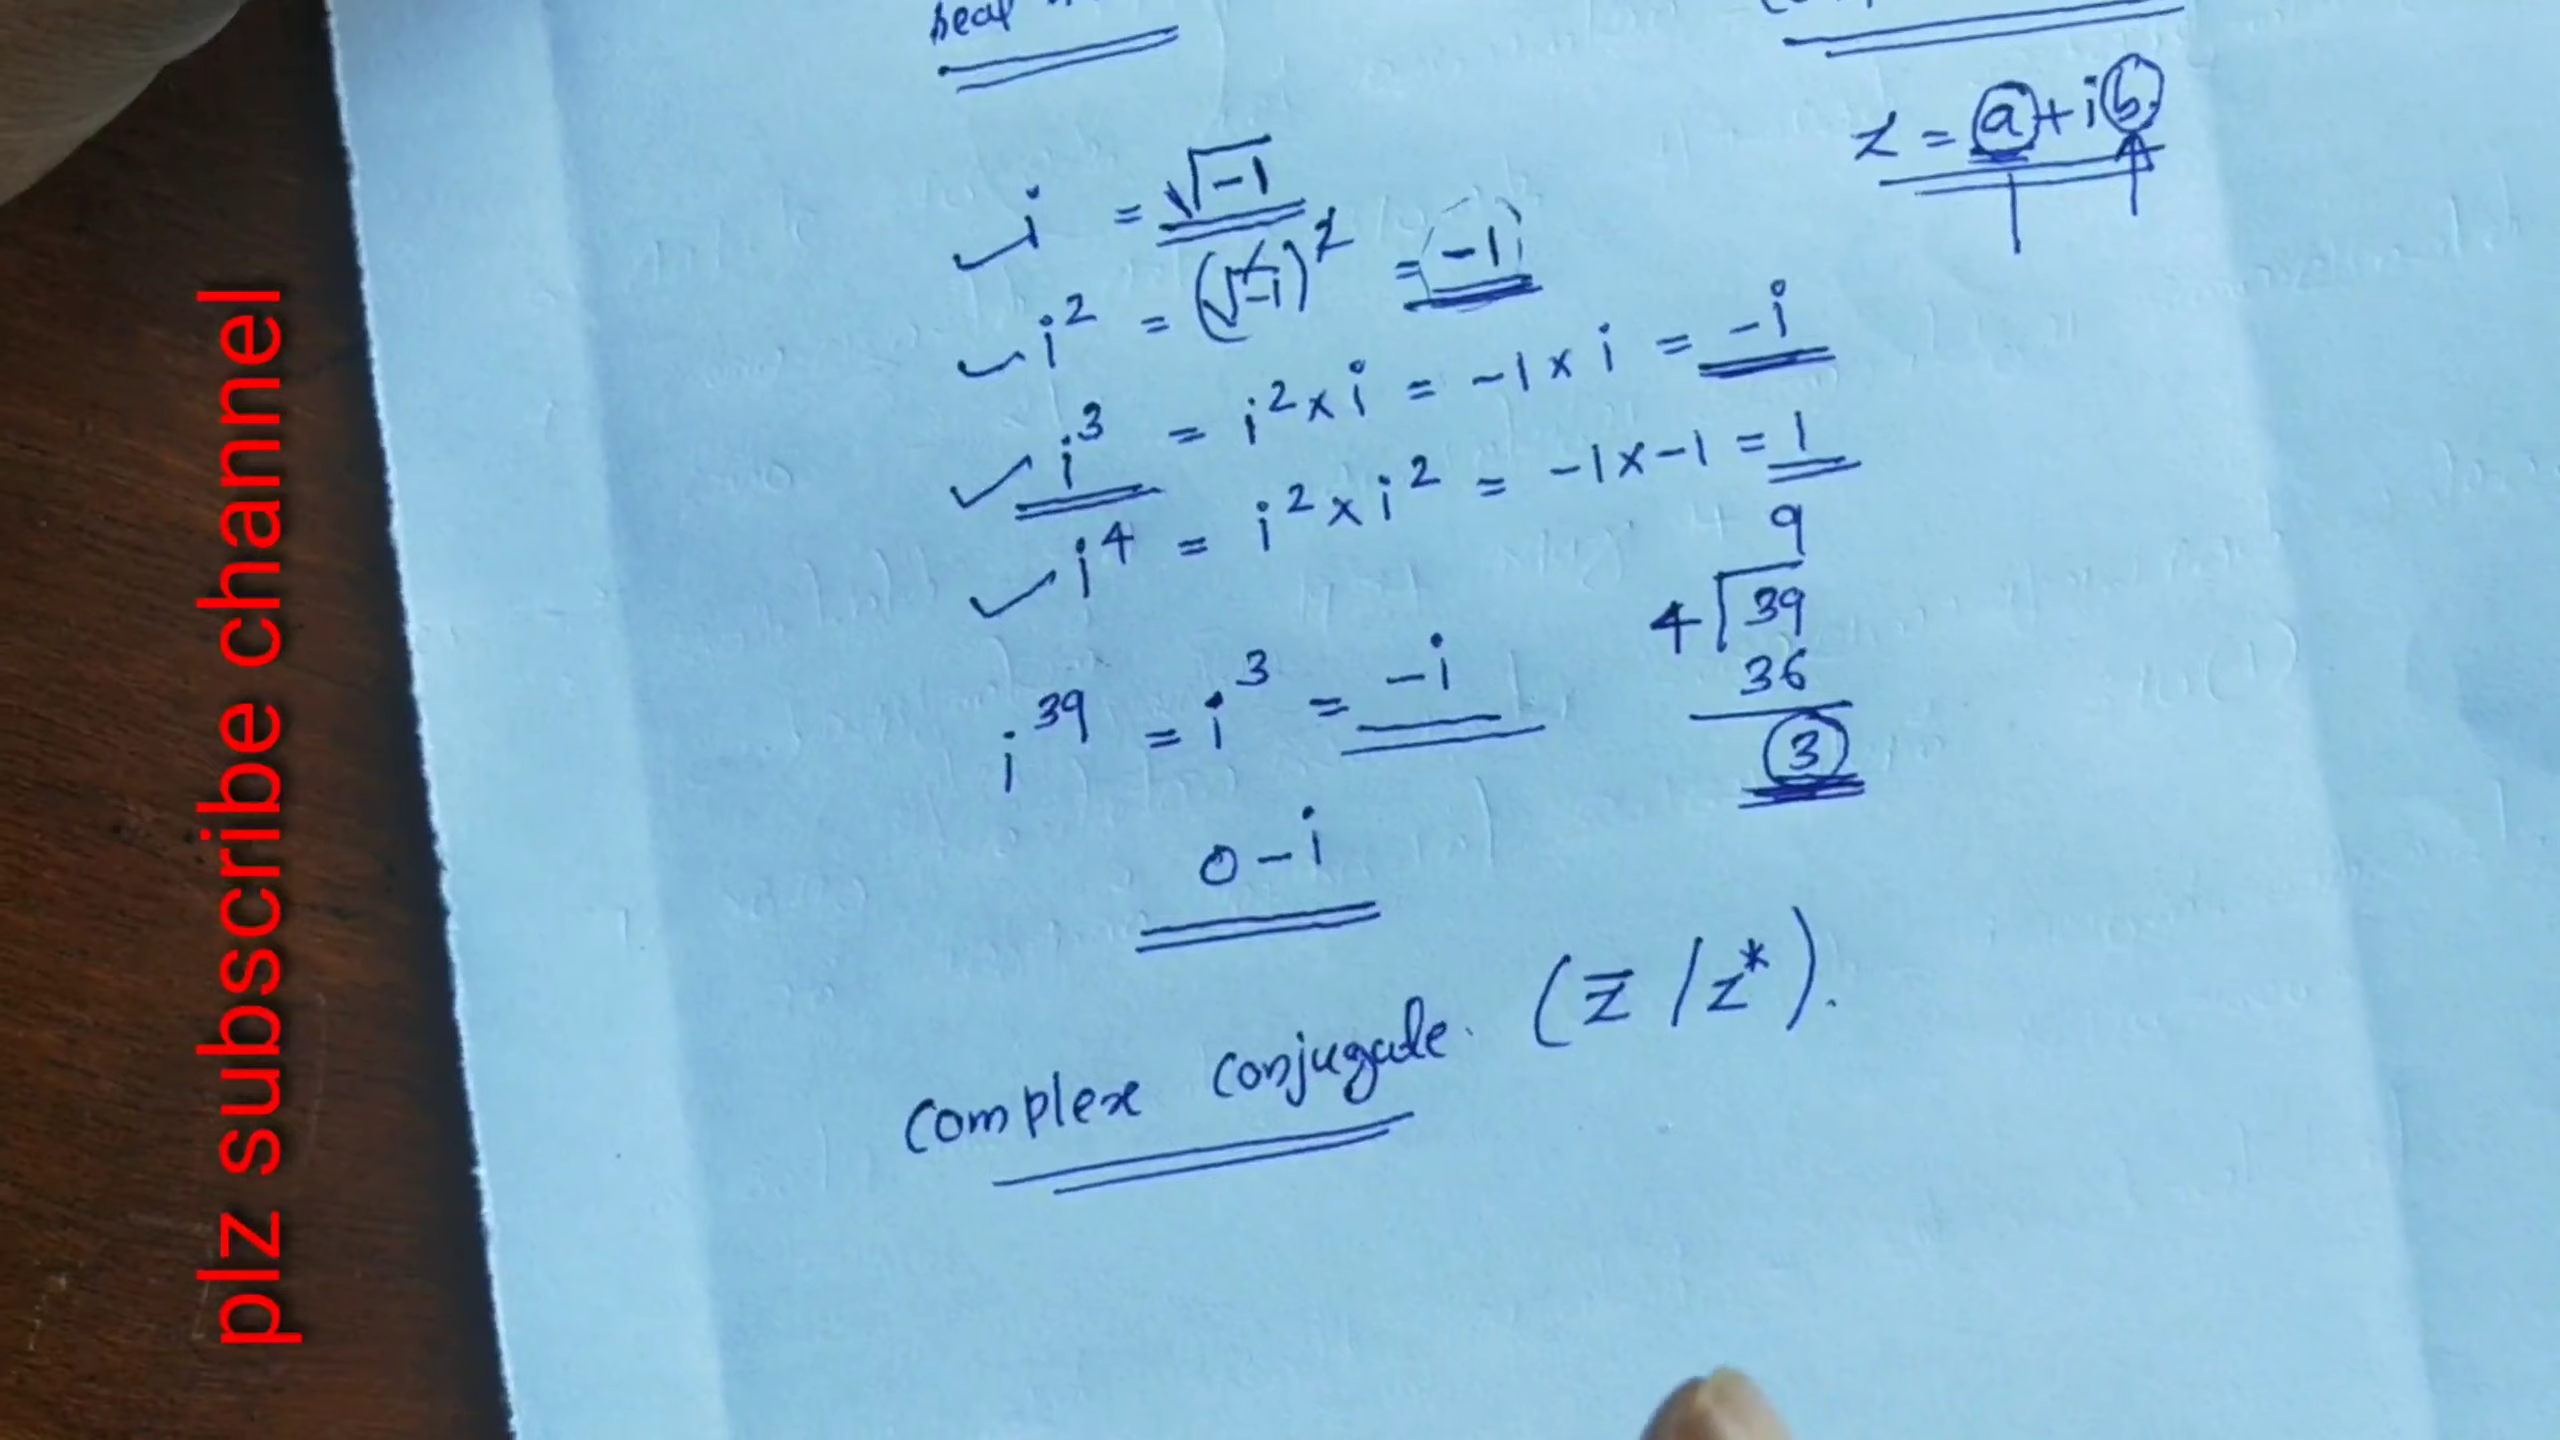 real
z = a + ib
i = √-1
i² = (√-1)² = -1
i³ = i² × i = -1 × i = -i
i⁴ = i² × i² = -1 × -1 = 1
9
4 39
36
3
i³⁹ = i³ = -i
0 - i
complex conjugate. (z̄ / z*).
plz subscribe channel